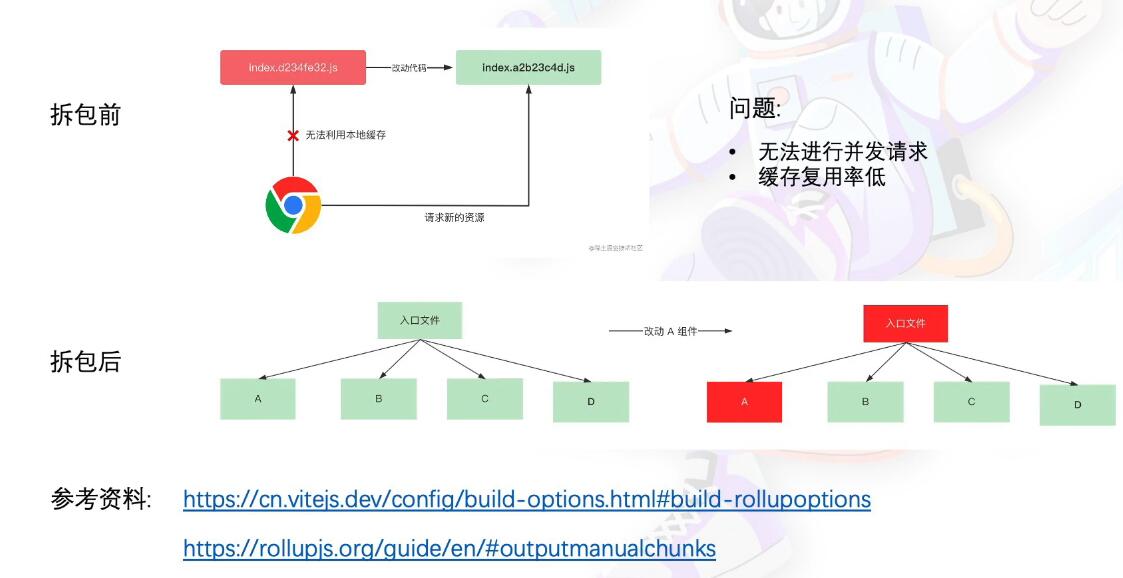 index.d234fe32.js
改动代码
index.a2b23c4d.js
拆包前
无法利用本地缓存
请求新的资源
@稀土掘金技术社区
问题:
• 无法进行并发请求
• 缓存复用率低
拆包后
入口文件
A
B
C
D
改动 A 组件
入口文件
A
B
C
D
参考资料:
https://cn.vitejs.dev/config/build-options.html#build-rollupoptions
https://rollupjs.org/guide/en/#outputmanualchunks